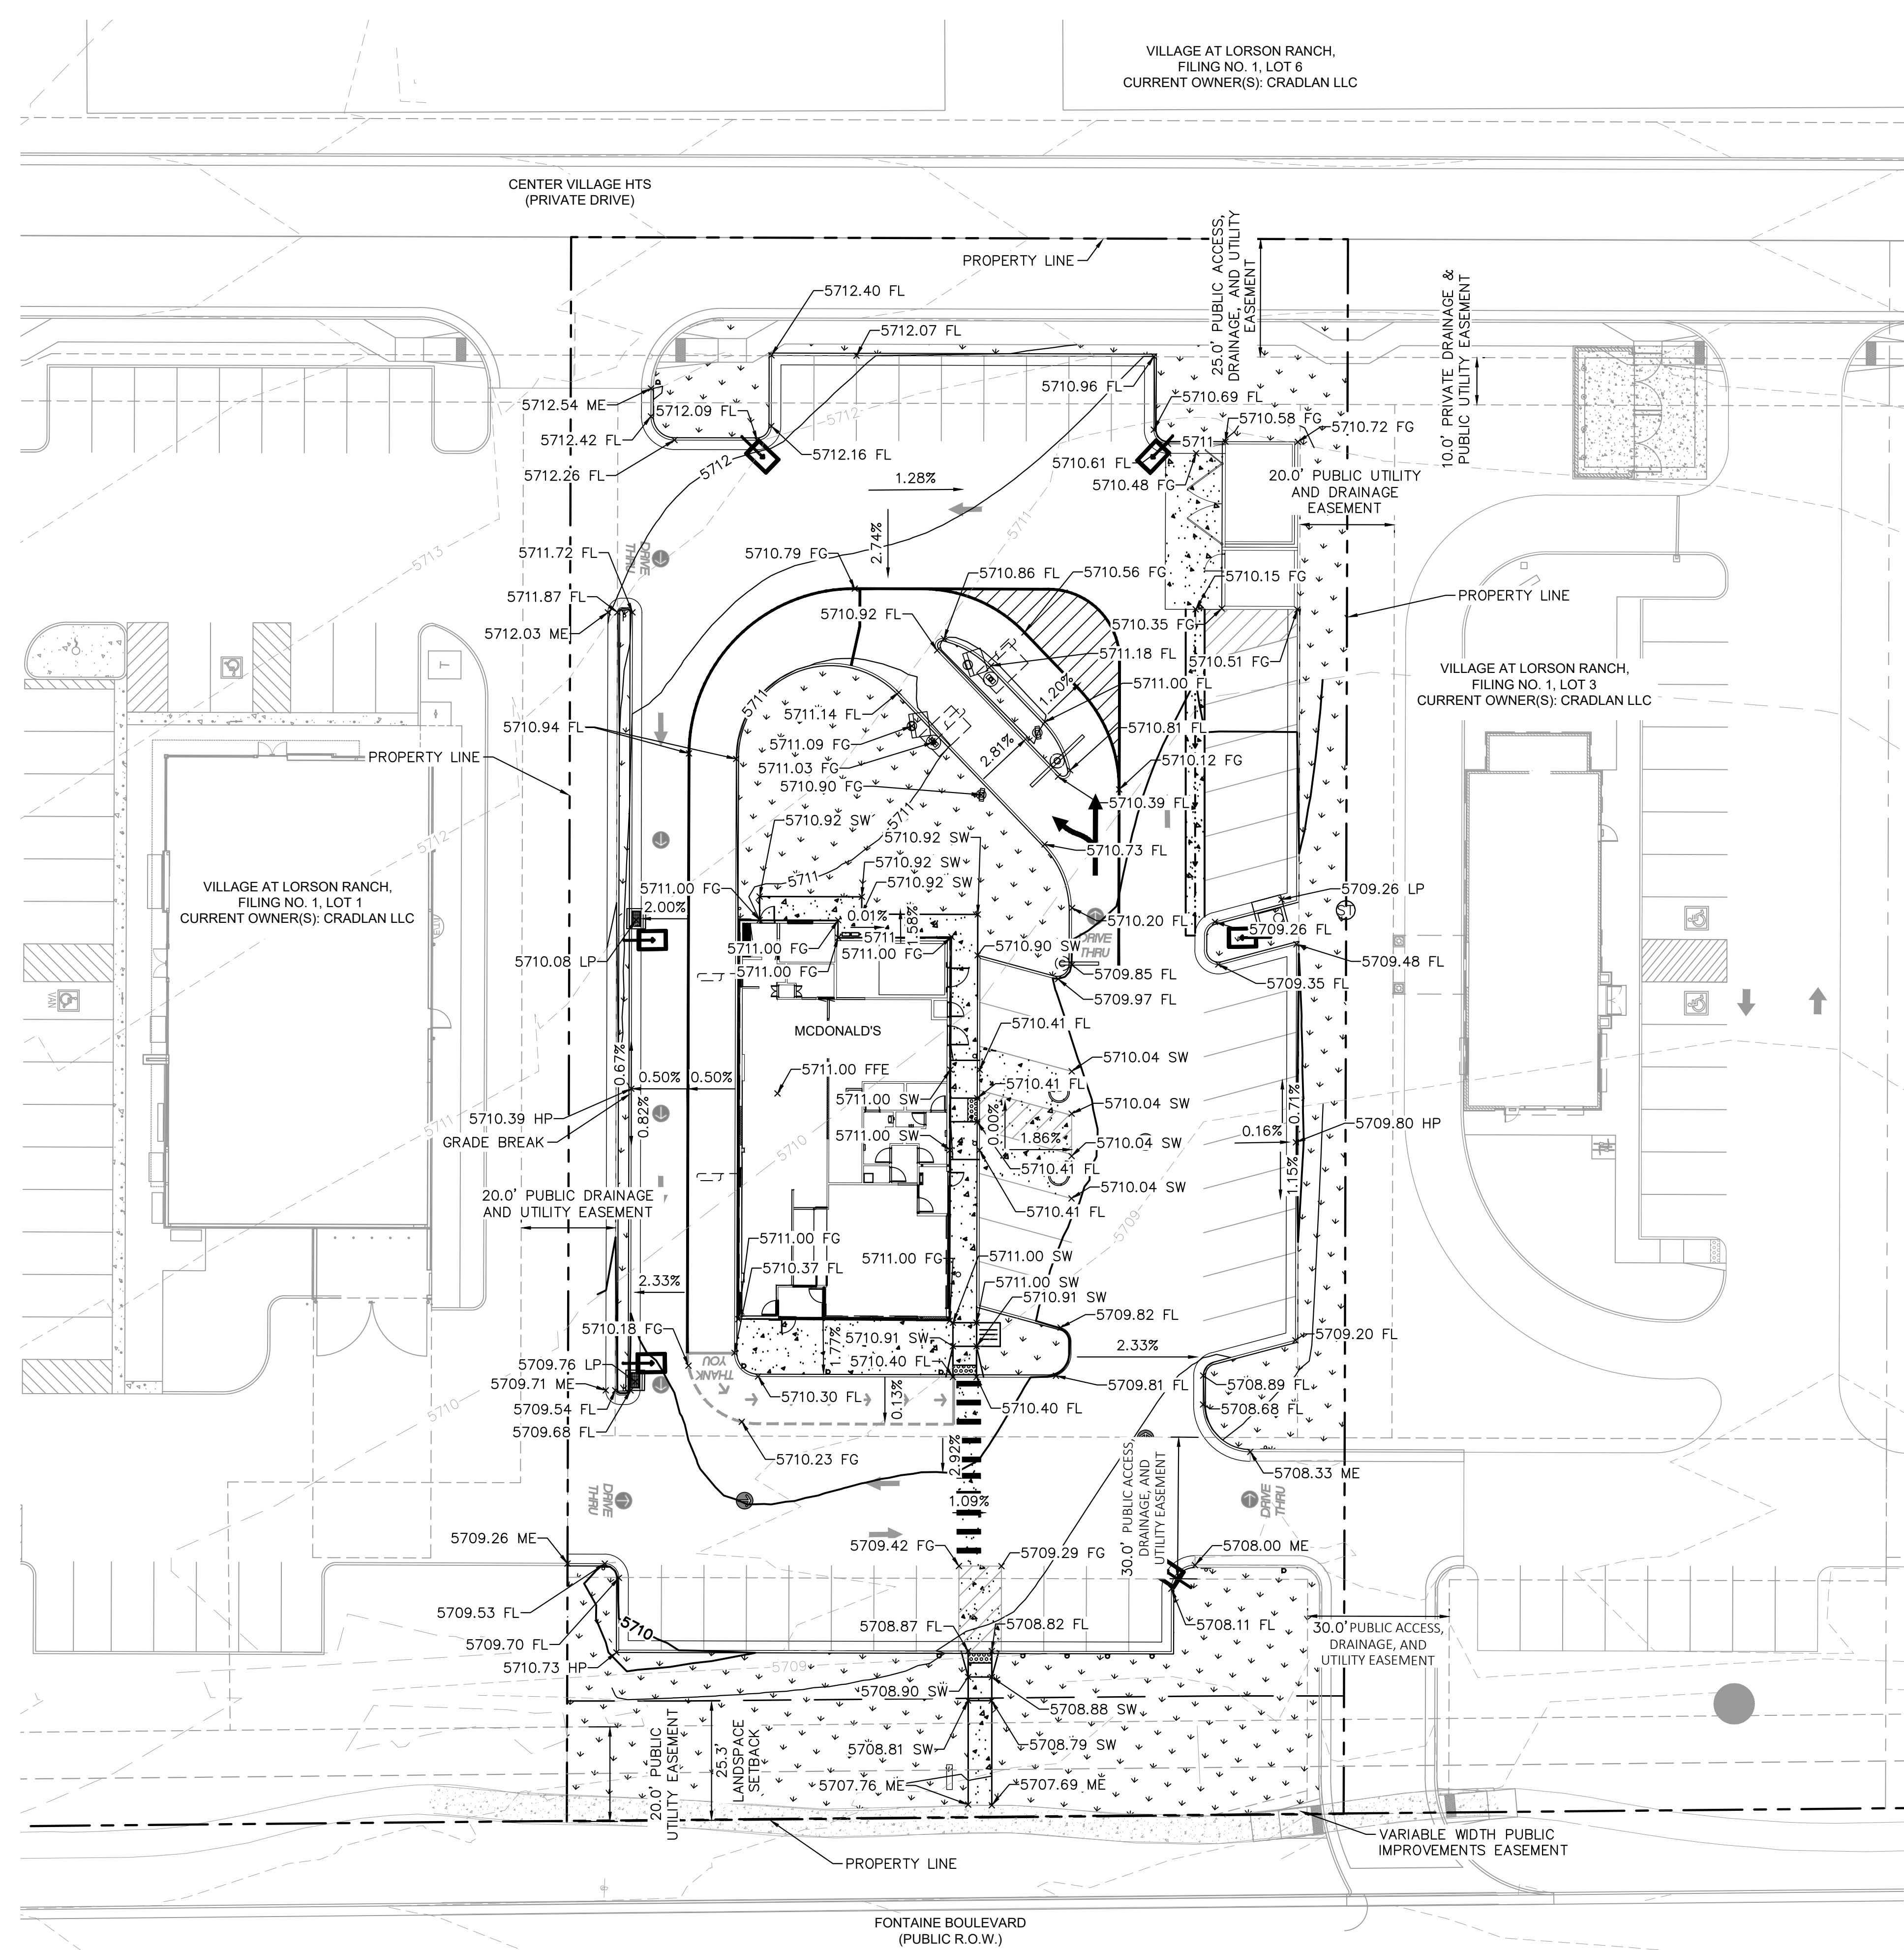 VILLAGE AT LORSON RANCH,
FILING NO. 1, LOT 6
CURRENT OWNER(S): CRADLAN LLC
CENTER VILLAGE HTS
(PRIVATE DRIVE)
PROPERTY LINE
25.0' PUBLIC ACCESS,
DRAINAGE, AND UTILITY
EASEMENT
10.0' PRIVATE DRAINAGE &
PUBLIC UTILITY EASEMENT
5712.40 FL
5712.07 FL
5710.96 FL
5712.54 ME
5712.09 FL
5710.69 FL
5710.58 FG
5710.72 FG
5712.42 FL
5711
5712
5712
5712.16 FL
5710.61 FL
5712.26 FL
1.28%
5710.48 FG
20.0' PUBLIC UTILITY
AND DRAINAGE
EASEMENT
5711
5713
2.74%
5711.72 FL
DRIVE
THRU
5710.79 FG
5710.86 FL
5710.56 FG
5710.15 FG
5711.87 FL
5710.92 FL
5712.03 ME
5710.35 FG
PROPERTY LINE
5711.18 FL
5710.51 FG
VILLAGE AT LORSON RANCH,
FILING NO. 1, LOT 3
CURRENT OWNER(S): CRADLAN LLC
1.20%
5711.00 FL
5711
5711.14 FL
5710.94 FL
5710.81 FL
5711.09 FG
PROPERTY LINE
5711.03 FG
2.81%
5710.12 FG
5710.90 FG
5710.39 FL
5711
5710.92 SW
5710.92 SW
5710.73 FL
5712
5710.92 SW
5711
5710.92 SW
VILLAGE AT LORSON RANCH,
FILING NO. 1, LOT 1
CURRENT OWNER(S): CRADLAN LLC
5711.00 FG
5709.26 LP
2.00%
0.01%
1.58%
5710.20 FL
5709.26 FL
ST
5711
DRIVE
THRU
5711.00 FG
5711.00 FG
5710.90 SW
5710.08 LP
5711.00 FG
5709.48 FL
5709.85 FL
5709.35 FL
5709.97 FL
VAN
T
MCDONALD'S
5710.41 FL
5710.04 SW
0.67%
0.50%
0.50%
5711.00 FFE
5710.41 FL
5711.00 SW
5710.04 SW
0.71%
5710.39 HP
0.82%
0.00%
5709.80 HP
GRADE BREAK
5711
5711.00 SW
1.86%
5710.04 SW
0.16%
5710
5710.41 FL
1.15%
20.0' PUBLIC DRAINAGE
AND UTILITY EASEMENT
5710.04 SW
5710.41 FL
5709
5711.00 FG
5711.00 FG
5711.00 SW
5710.37 FL
2.33%
5711.00 SW
5710.91 SW
5709.82 FL
5710.18 FG
5710.91 SW
1.77%
2.33%
5709.20 FL
5709.76 LP
THANK
YOU
5710.40 FL
5709.71 ME
5710.30 FL
5709.81 FL
5708.89 FL
5709.54 FL
0.13%
5710.40 FL
5708.68 FL
5710
5709.68 FL
5710.23 FG
2.92%
5708.33 ME
30.0' PUBLIC ACCESS,
DRAINAGE, AND
UTILITY EASEMENT
DRIVE
THRU
DRIVE
THRU
1.09%
5709.26 ME
5709.42 FG
5709.29 FG
5708.00 ME
5709.53 FL
5708.87 FL
5708.82 FL
5708.11 FL
5710
5709.70 FL
30.0' PUBLIC ACCESS,
DRAINAGE, AND
UTILITY EASEMENT
5710.73 HP
5709
5708.90 SW
5708.88 SW
20.0' PUBLIC
UTILITY EASEMENT
25.3'
LANDSPACE
SETBACK
5708.81 SW
5708.79 SW
5707.76 ME
5707.69 ME
VARIABLE WIDTH PUBLIC
IMPROVEMENTS EASEMENT
PROPERTY LINE
FONTAINE BOULEVARD
(PUBLIC R.O.W.)